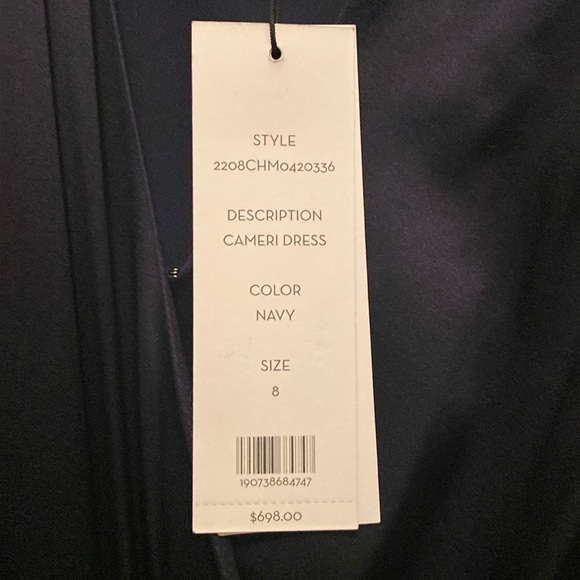 STYLE
2208CHM0420336
DESCRIPTION
CAMERI DRESS
COLOR
NAVY
SIZE
8
190738684747
$698.00